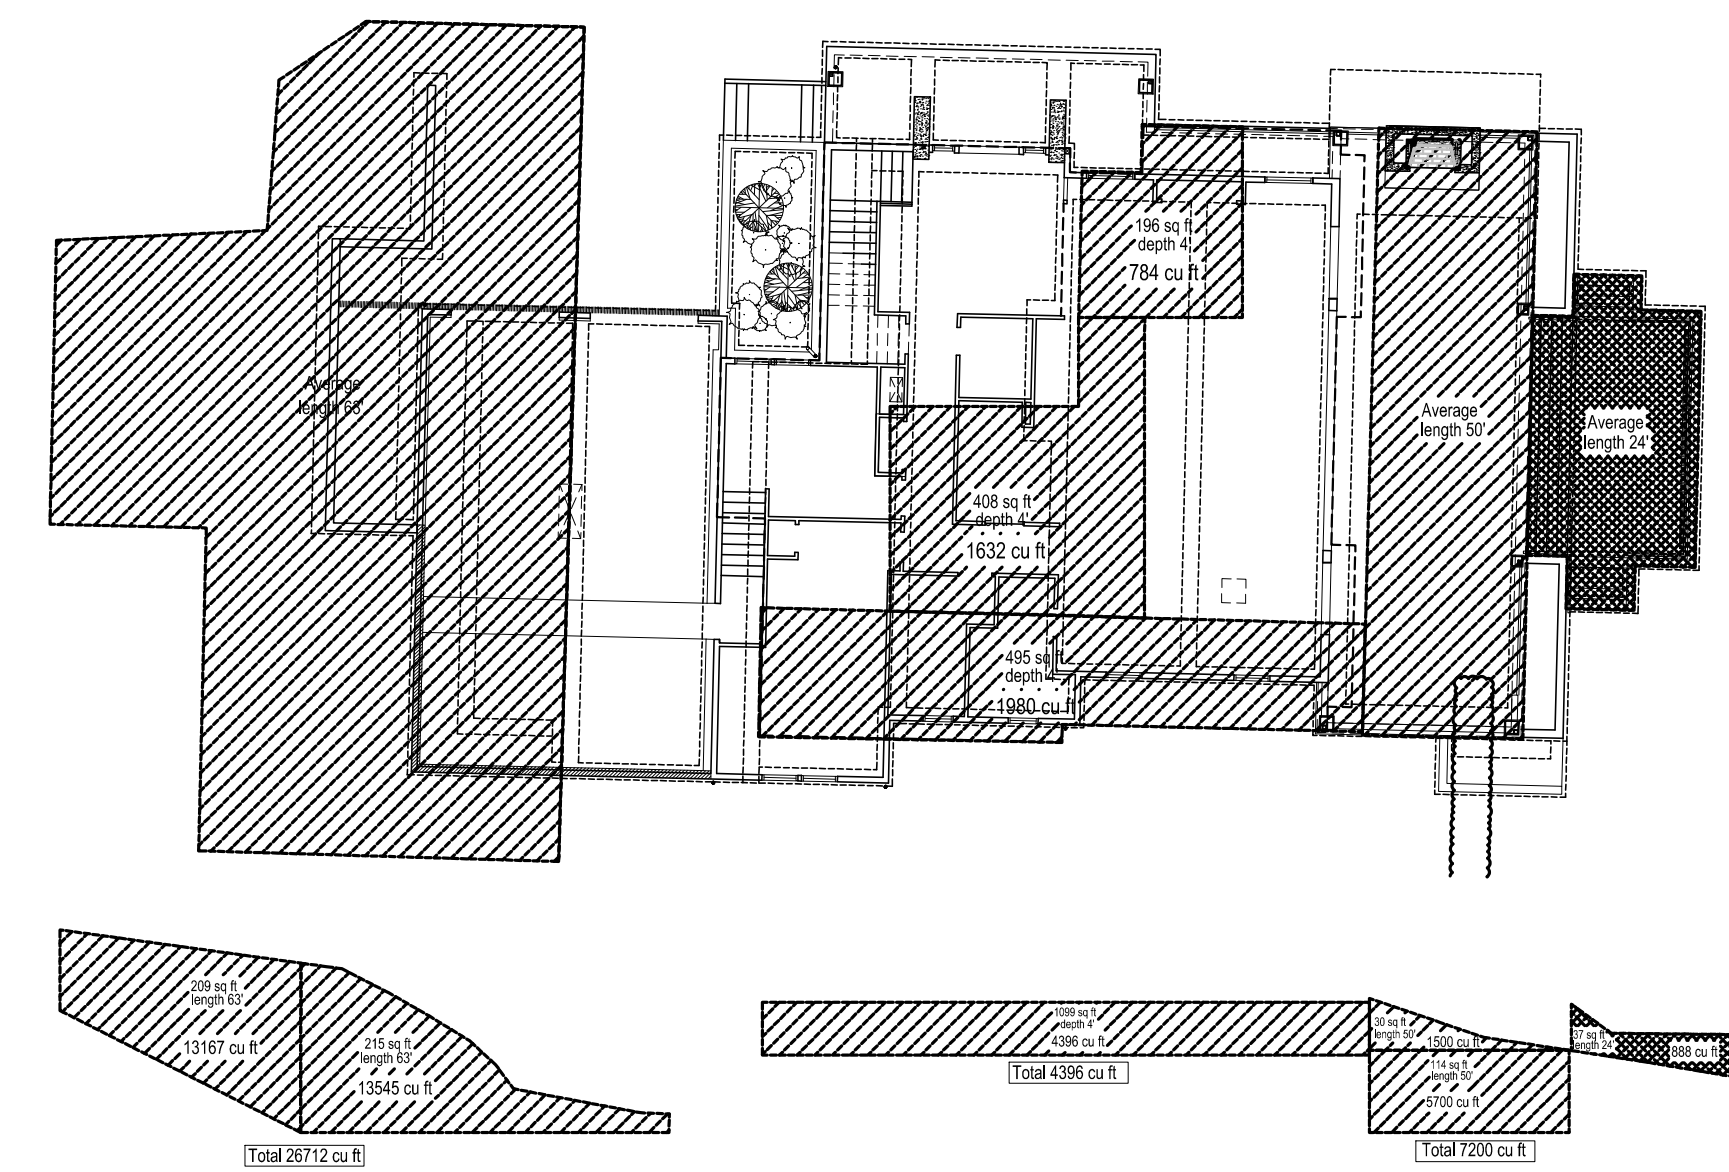 196 sq ft
depth 4'
784 cu ft
Average
length 63'
Average
length 50'
Average
length 24'
408 sq ft
depth 4'
1632 cu ft
495 sq ft
depth 4'
1980 cu ft
209 sq ft
length 63'
13167 cu ft
215 sq ft
length 63'
13545 cu ft
Total 26712 cu ft
1099 sq ft
depth 4'
4396 cu ft
Total 4396 cu ft
30 sq ft
length 50'
1500 cu ft
114 sq ft
length 50'
5700 cu ft
Total 7200 cu ft
37 sq ft
length 24'
888 cu ft